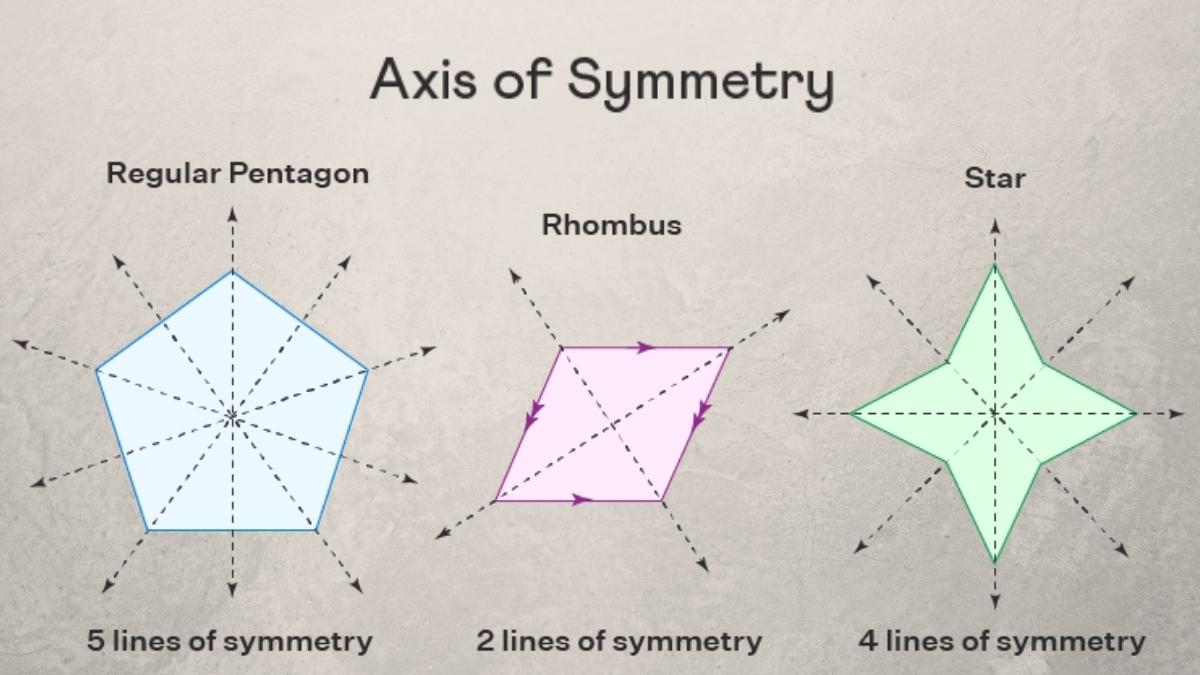 Axis of Symmetry
Regular Pentagon
Rhombus
Star
5 lines of symmetry
2 lines of symmetry
4 lines of symmetry